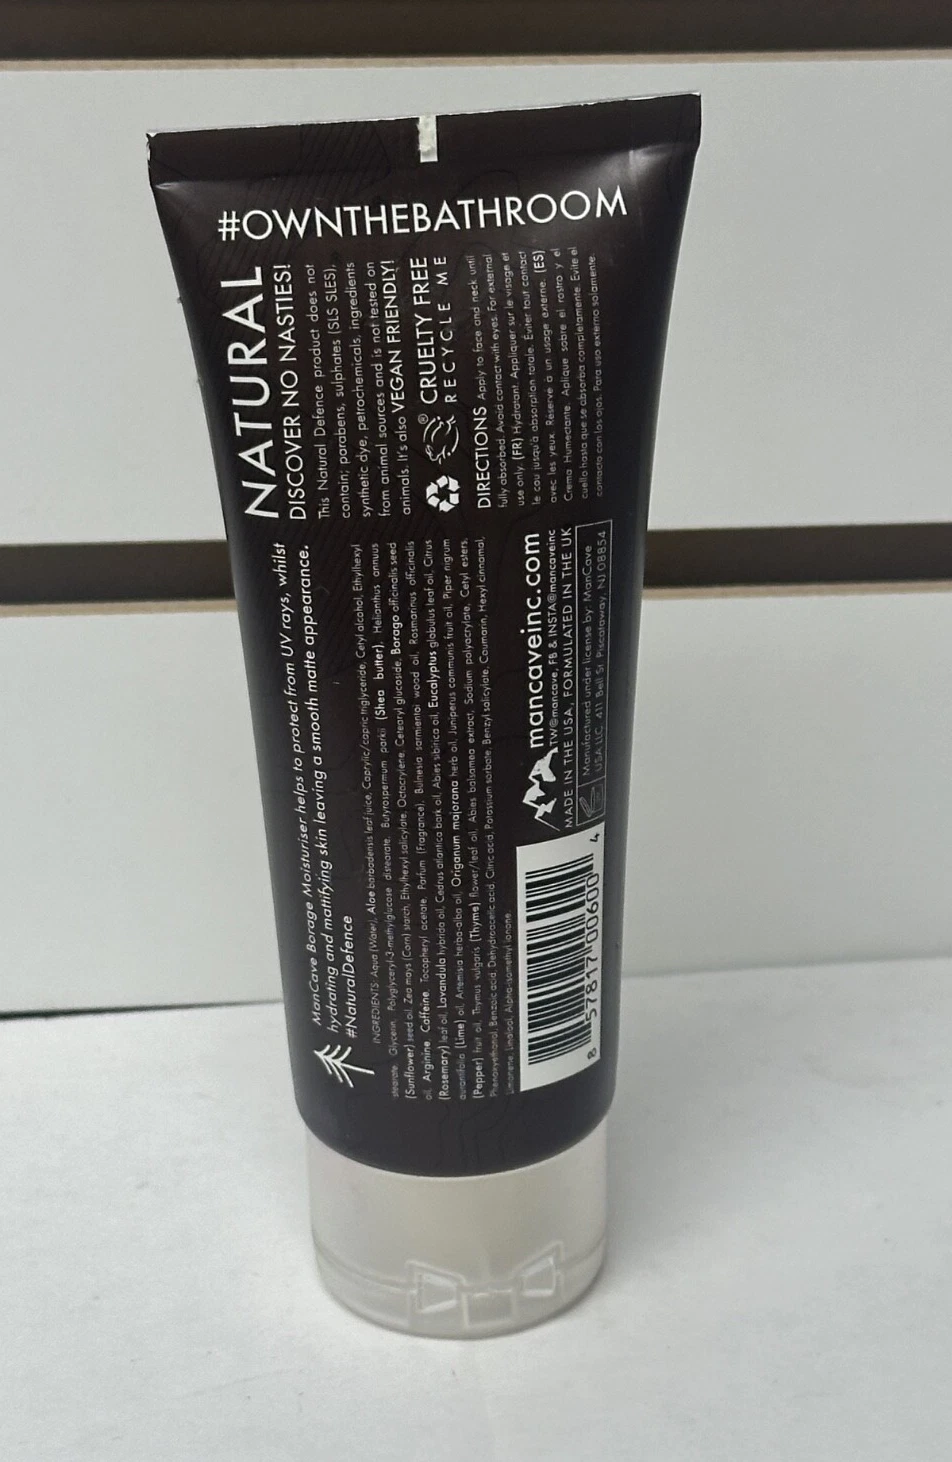 #OWNTHEBATHROOM
NATURAL
DISCOVER NO NASTIES!
This Natural Defence product does not
contain; parabens, sulphates (SLS SLES),
synthetic dye, petrochemicals, ingredients
from animal sources and is not tested on
animals. It's also VEGAN FRIENDLY!
CRUELTY FREE
RECYCLE ME
DIRECTIONS Apply to face and neck until
fully absorbed. Avoid contact with eyes. For external
use only. (FR) Hydratant. Appliquer sur le visage et
le cou jusqu'à absorption totale. Éviter tout contact
avec les yeux. Réservé à un usage externe. (ES)
Crema Humectante. Aplique sobre el rostro y el
cuello hasta que se absorba completamente. Evite el
contacto con los ojos. Para uso externo solamente.
ManCave Borage Moisturiser helps to protect from UV rays, whilst
hydrating and mattifying skin leaving a smooth matte appearance.
#NaturalDefence
INGREDIENTS: Aqua (Water), Aloe barbadensis leaf juice, Caprylic/capric triglyceride, Cetyl alcohol, Ethylhexyl
stearate, Glycerin, Polyglyceryl-3-methylglucose distearate, Butyrospermum parkii (Shea butter), Helianthus annuus
(Sunflower) seed oil, Zea mays (Corn) starch, Ethylhexyl salicylate, Octocrylene, Cetearyl glucoside, Borago officinalis seed
oil, Arginine, Caffeine, Tocopheryl acetate, Parfum (Fragrance), Bulnesia sarmientoi wood oil, Rosmarinus officinalis
(Rosemary) leaf oil, Lavandula hybrida oil, Cedrus atlantica bark oil, Abies sibirica oil, Eucalyptus globulus leaf oil, Citrus
aurantifolia (Lime) oil, Artemisia herba-alba oil, Origanum majorana herb oil, Juniperus communis fruit oil, Piper nigrum
(Pepper) fruit oil, Thymus vulgaris (Thyme) flower/leaf oil, Abies balsamea extract, Sodium polyacrylate, Cetyl esters,
Phenoxyethanol, Benzoic acid, Dehydroacetic acid, Citric acid, Potassium sorbate, Benzyl salicylate, Coumarin, Hexyl cinnamal,
Limonene, Linalool, Alpha-isomethyl ionone.
mancaveinc.com
TW@mancave, FB & INSTA@mancaveinc
MADE IN THE USA, FORMULATED IN THE UK
Manufactured under license by: ManCave
USA LLC. 411 Bell St. Piscataway, NJ 08854
8 57817 00600 4